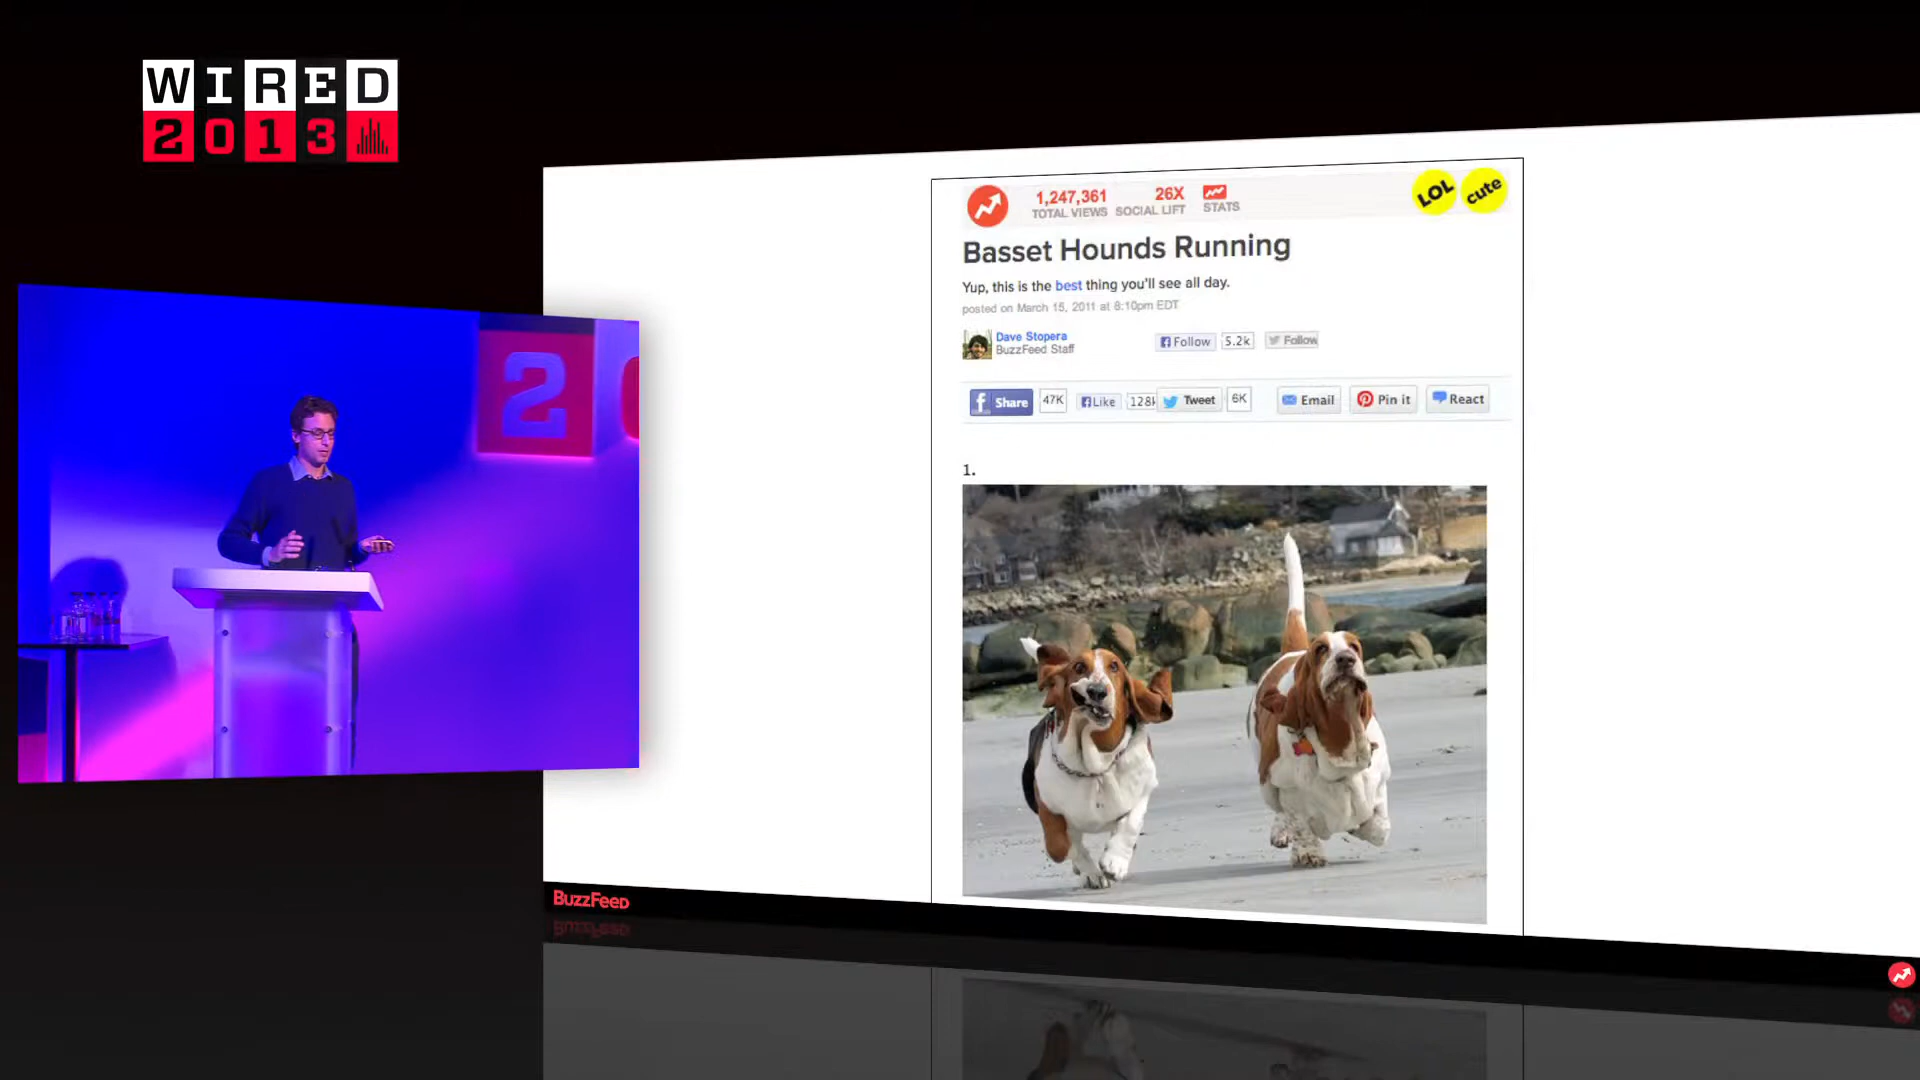 WIRED
2013
2
1,247,361
TOTAL VIEWS
26X
SOCIAL LIFT
STATS
LOL
cute
Basset Hounds Running
Yup, this is the best thing you'll see all day.
posted on March 15, 2011 at 8:10pm EDT
Dave Stopera
BuzzFeed Staff
Follow
5.2k
Follow
Share
47K
Like
128k
Tweet
6K
Email
Pin it
React
1.
BuzzFeed